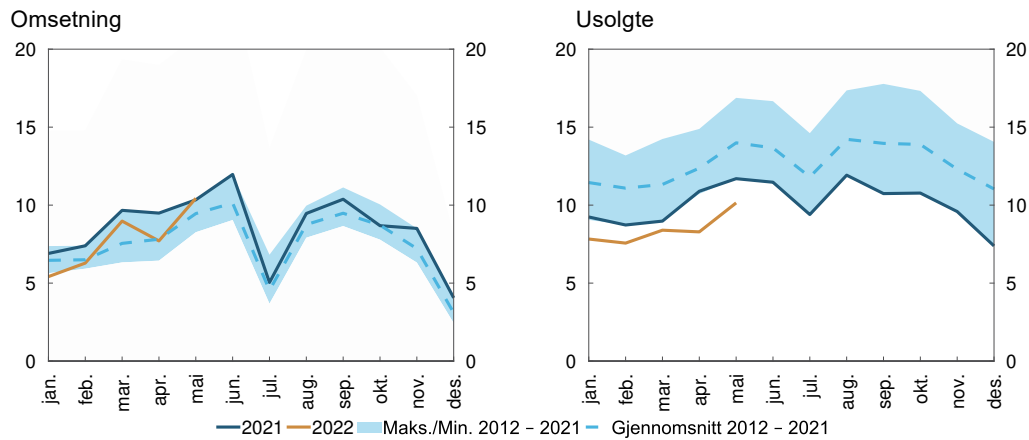 Omsetning
Usolgte
20 20 20 20
15 15 15 15
10 10 10 10
5 5 5 5
0 0 0 0
jan. feb. mar. apr. mai jun. jul. aug. sep. okt. nov. des. jan. feb. mar. apr. mai jun. jul. aug. sep. okt. nov. des.
2021 2022 Maks./Min. 2012 – 2021 Gjennomsnitt 2012 – 2021